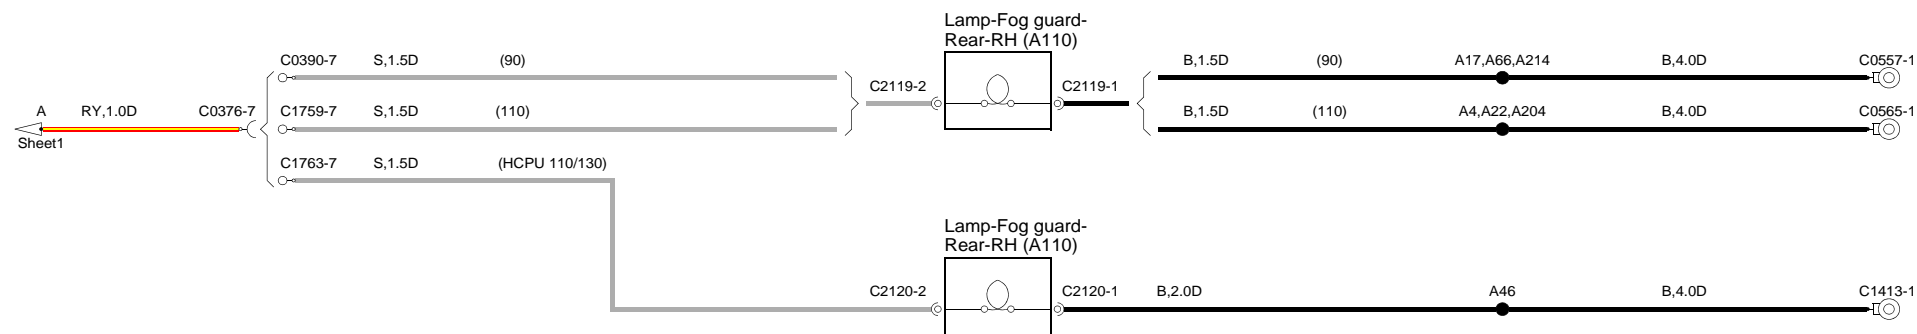 Lamp-Fog guard-
Rear-RH (A110)
C0390-7 S,1.5D (90) C2119-2 C2119-1 B,1.5D (90) A17,A66,A214 B,4.0D C0557-1
A RY,1.0D C0376-7 C1759-7 S,1.5D (110) B,1.5D (110) A4,A22,A204 B,4.0D C0565-1
Sheet1
C1763-7 S,1.5D (HCPU 110/130)
Lamp-Fog guard-
Rear-RH (A110)
C2120-2 C2120-1 B,2.0D A46 B,4.0D C1413-1